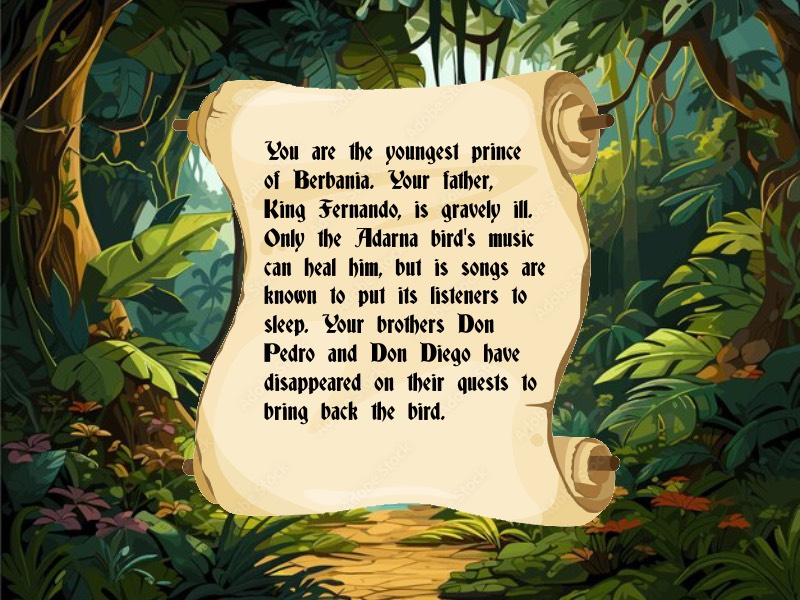 You are the youngest prince
of Berbania. Your father,
King Fernando, is gravely ill.
Only the Adarna bird's music
can heal him, but is songs are
known to put its listeners to
sleep. Your brothers Don
Pedro and Don Diego have
disappeared on their quests to
bring back the bird.